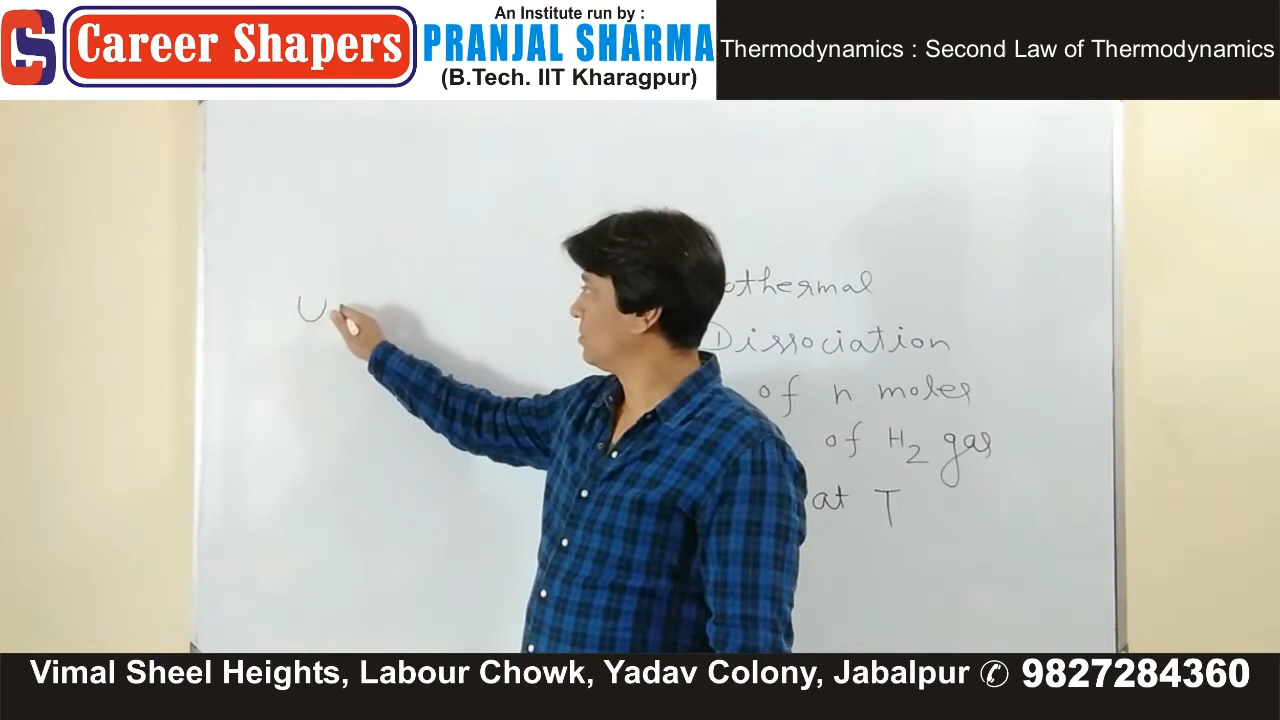 CS
Career Shapers
An Institute run by :
PRANJAL SHARMA
(B.Tech. IIT Kharagpur)
Thermodynamics : Second Law of Thermodynamics
U
Dissociation
of n moles
of H₂ gas
at T
Vimal Sheel Heights, Labour Chowk, Yadav Colony, Jabalpur ✆ 9827284360